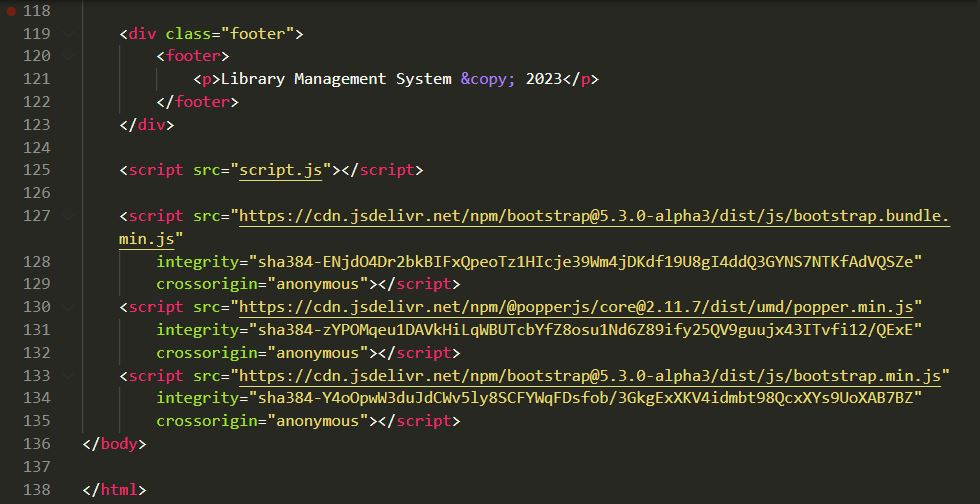 118
119 <div class="footer">
120 <footer>
121 <p>Library Management System &copy; 2023</p>
122 </footer>
123 </div>
124
125 <script src="script.js"></script>
126
127 <script src="https://cdn.jsdelivr.net/npm/bootstrap@5.3.0-alpha3/dist/js/bootstrap.bundle.
min.js"
128 integrity="sha384-ENjdO4Dr2bkBIFxQpeoTz1HIcje39Wm4jDKdf19U8gI4ddQ3GYNS7NTKfAdVQSZe"
129 crossorigin="anonymous"></script>
130 <script src="https://cdn.jsdelivr.net/npm/@popperjs/core@2.11.7/dist/umd/popper.min.js"
131 integrity="sha384-zYPOMqeu1DAVkHiLqWBUTcbYfZ8osu1Nd6Z89ify25QV9guujx43ITvfi12/QExE"
132 crossorigin="anonymous"></script>
133 <script src="https://cdn.jsdelivr.net/npm/bootstrap@5.3.0-alpha3/dist/js/bootstrap.min.js"
134 integrity="sha384-Y4oOpwW3duJdCWv5ly8SCFYWqFDsfob/3GkgExXKV4idmbt98QcxXYs9UoXAB7BZ"
135 crossorigin="anonymous"></script>
136 </body>
137
138 </html>